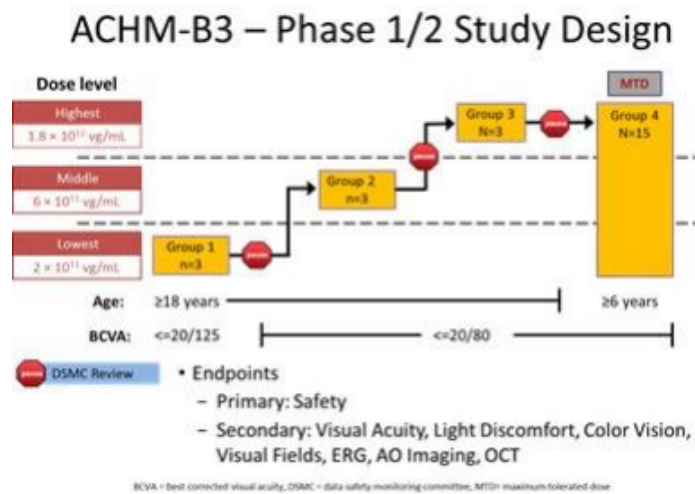 ACHM-B3 – Phase 1/2 Study Design
Dose level
MTD
Highest
1.8 × 10¹² vg/mL
Group 3
N=3
pause
Group 4
N=15
pause
Middle
6 × 10¹¹ vg/mL
Group 2
n=3
Lowest
2 × 10¹¹ vg/mL
Group 1
n=3
pause
Age: ≥18 years ≥6 years
BCVA: <=20/125 <=20/80
pause DSMC Review
• Endpoints
– Primary: Safety
– Secondary: Visual Acuity, Light Discomfort, Color Vision,
Visual Fields, ERG, AO Imaging, OCT
BCVA = best corrected visual acuity, DSMC = data safety monitoring committee, MTD= maximum tolerated dose